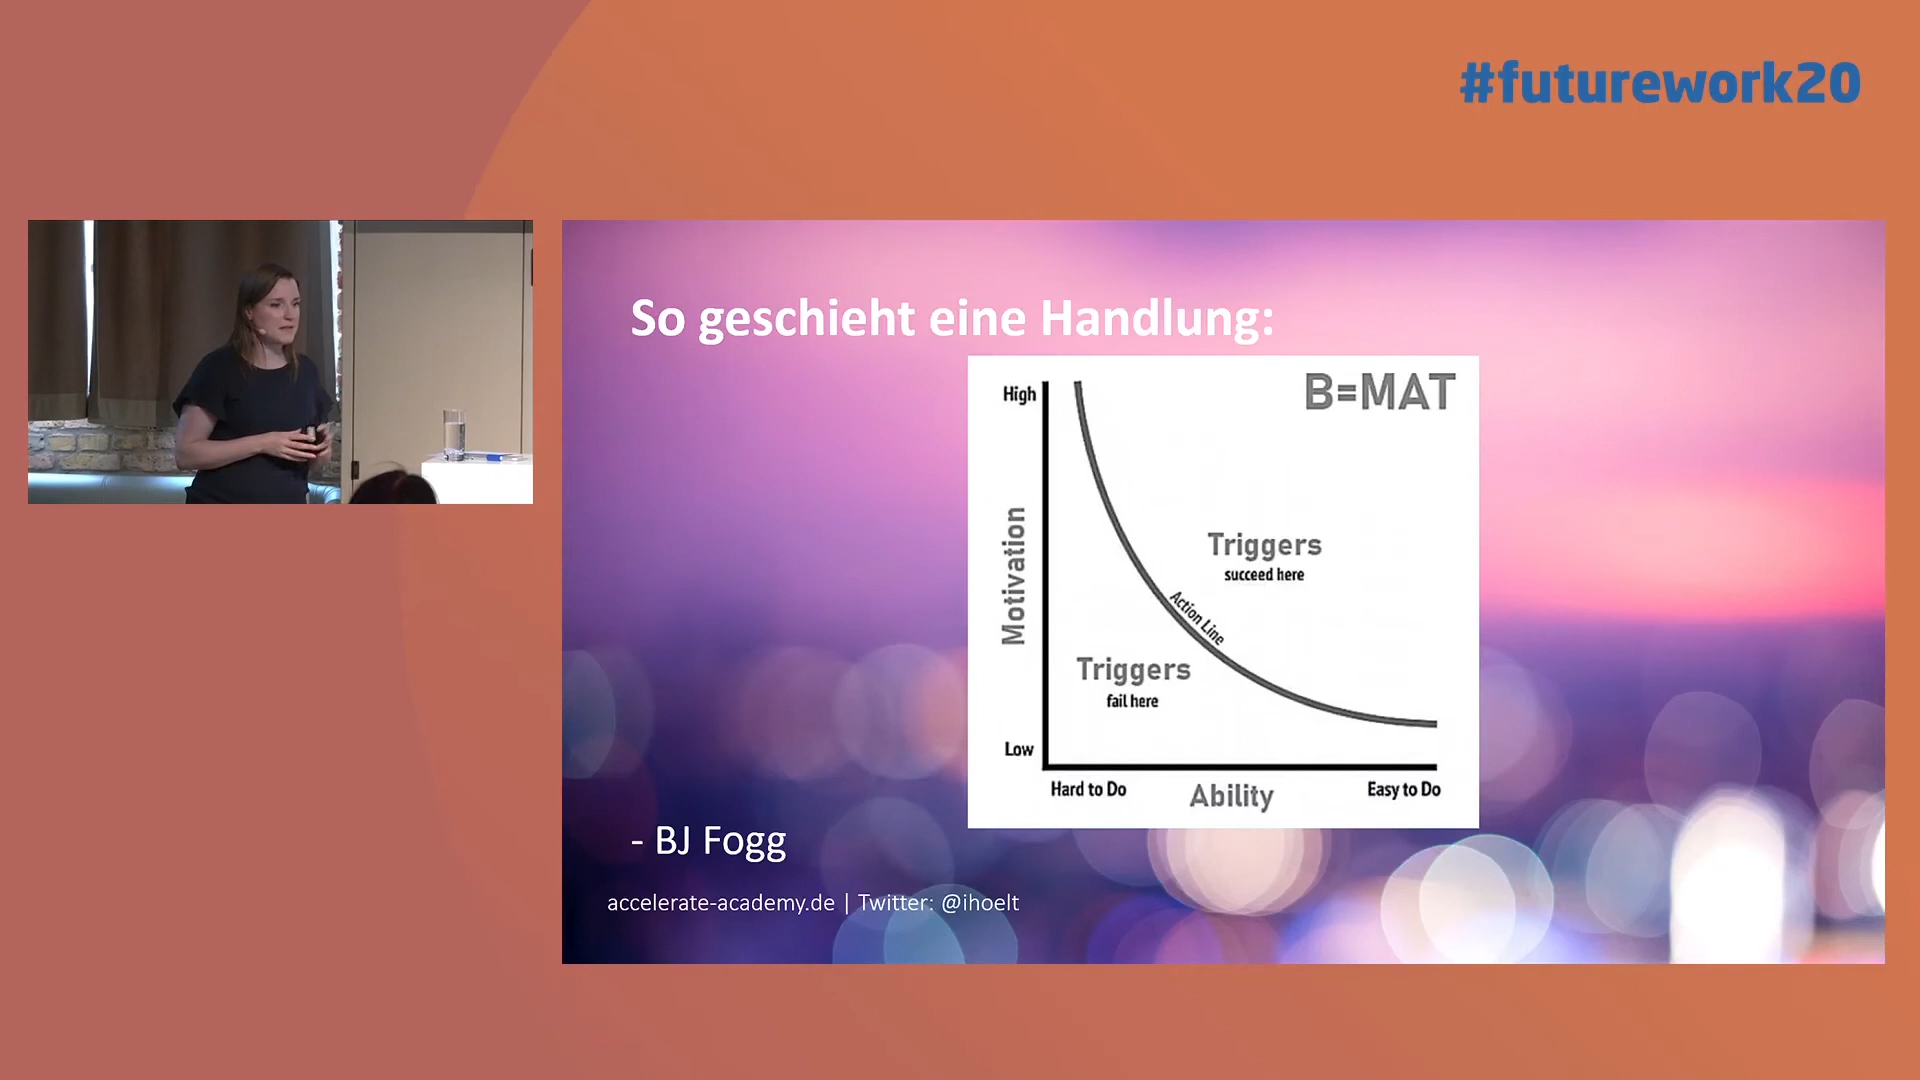 #futurework20
So geschieht eine Handlung:
B=MAT
High
Motivation
Triggers
succeed here
Action Line
Triggers
fail here
Low
Hard to Do
Ability
Easy to Do
- BJ Fogg
accelerate-academy.de | Twitter: @ihoelt